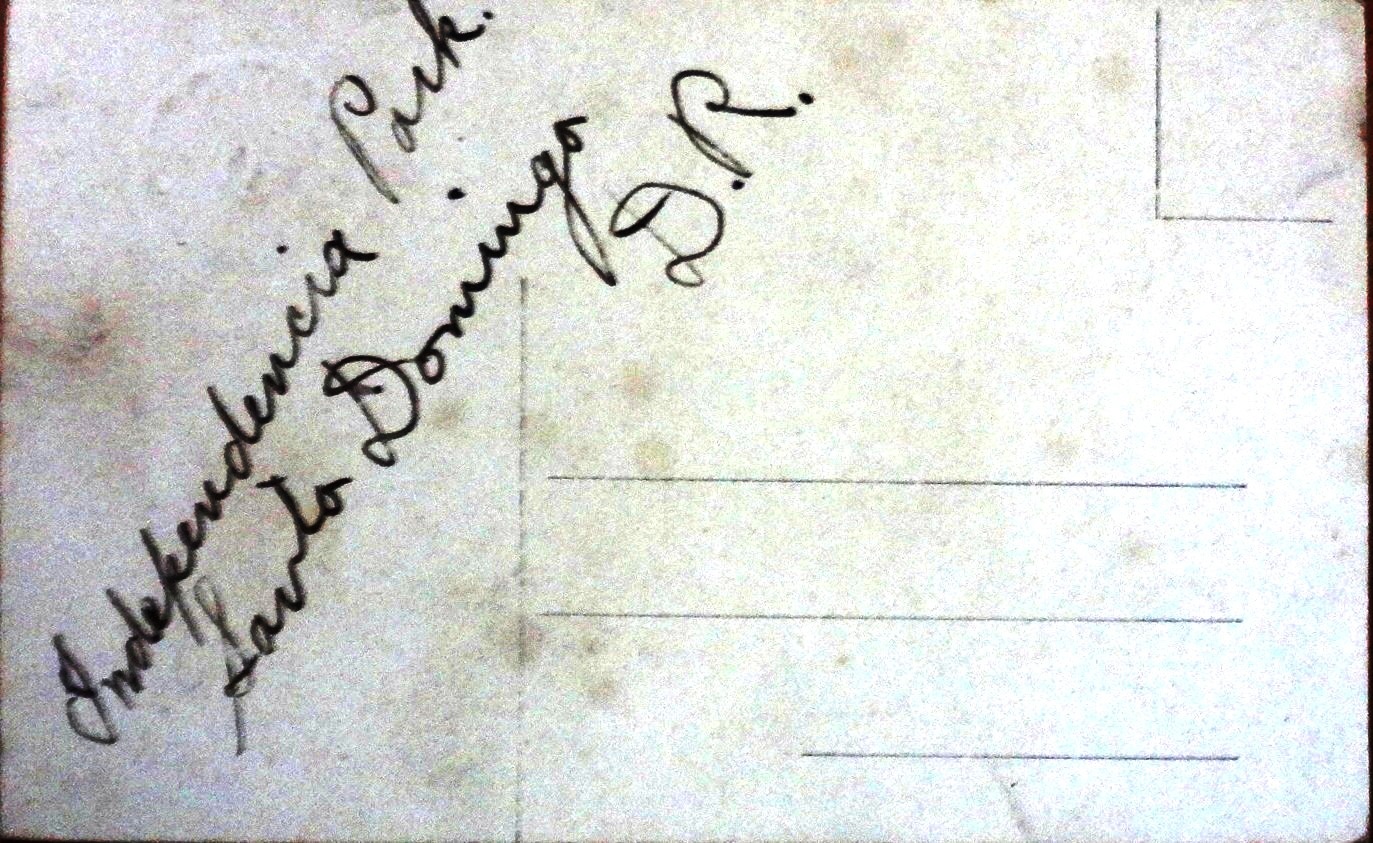 Independencia Park.
Santo Domingo
D.R.